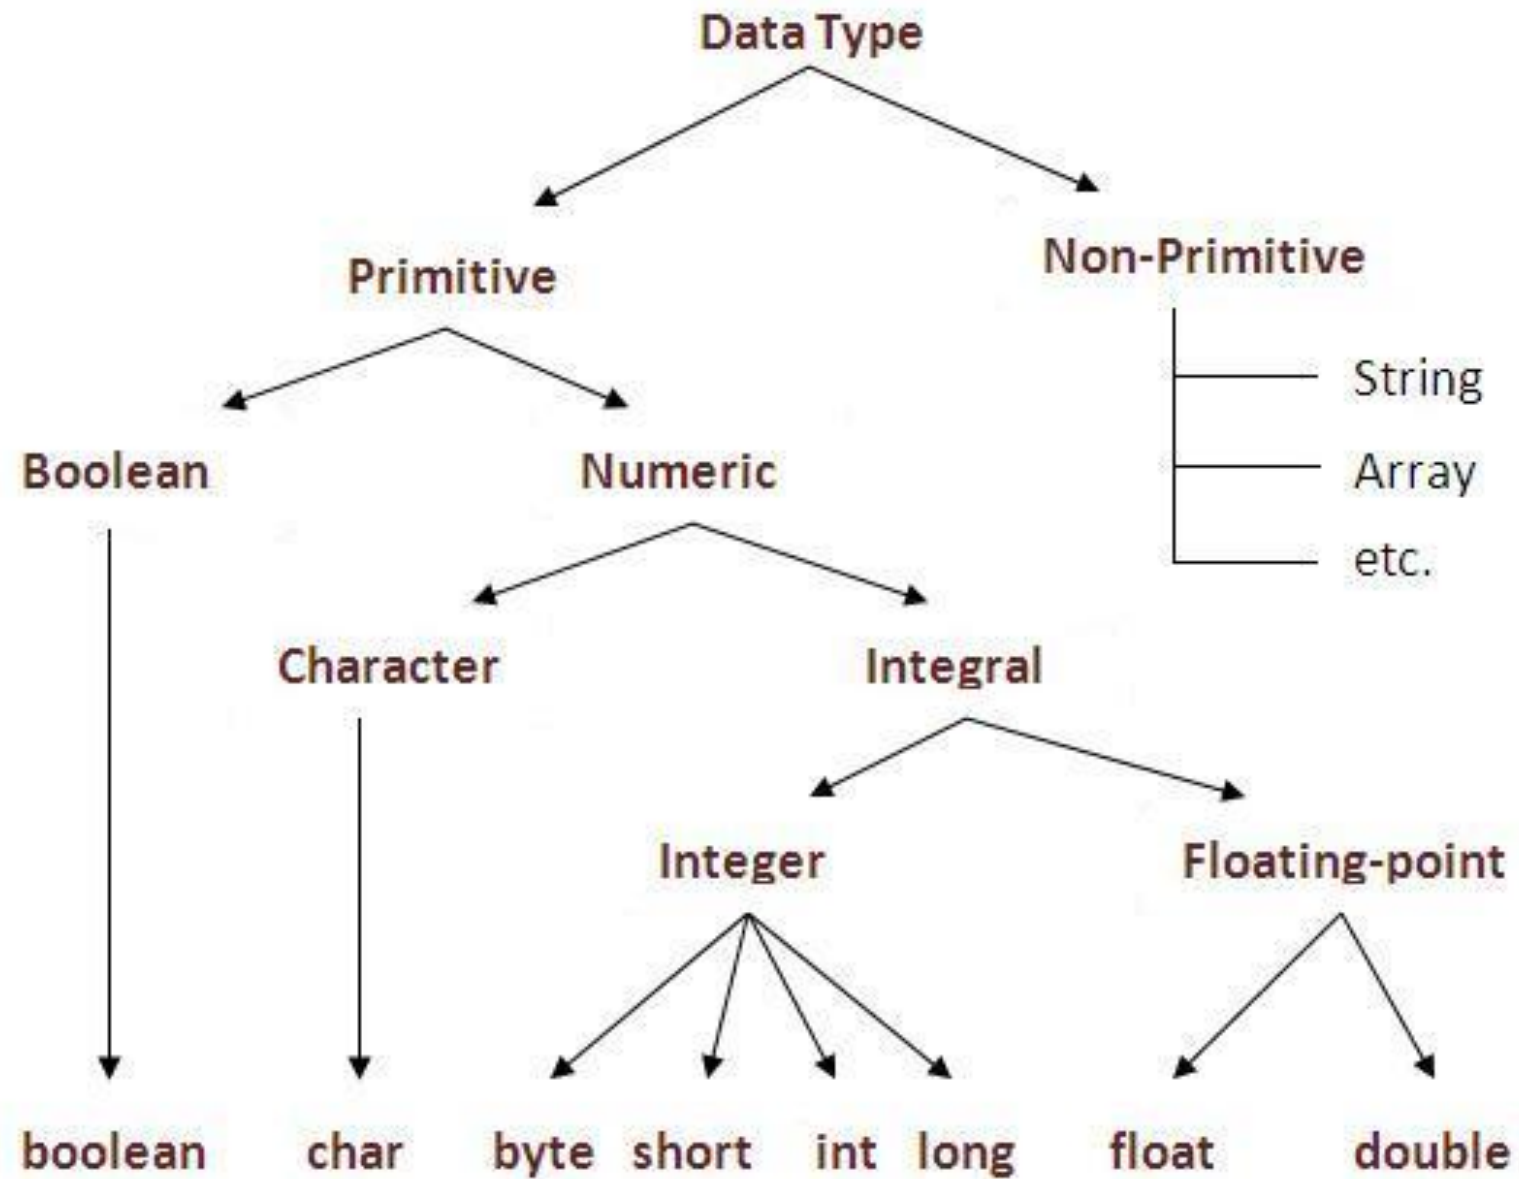 Data Type
Primitive
Non-Primitive
String
Array
etc.
Boolean
Numeric
Character
Integral
Integer
Floating-point
boolean
char
byte
short
int
long
float
double